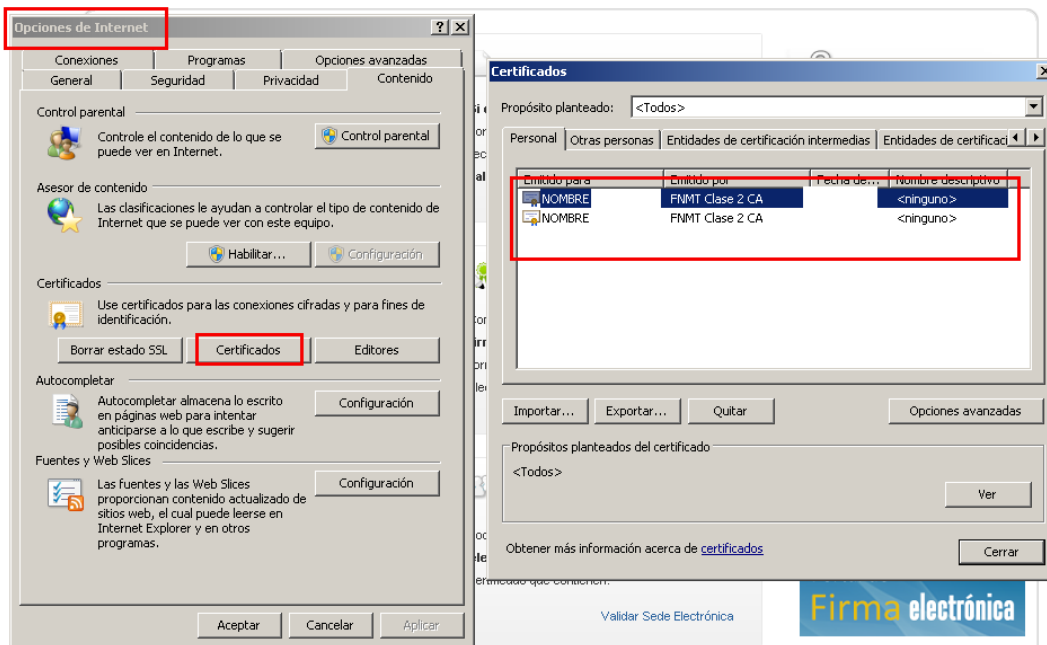 Opciones de Internet
Conexiones Programas Opciones avanzadas
General Seguridad Privacidad Contenido
Control parental
Controle el contenido de lo que se
puede ver en Internet.
Control parental
Asesor de contenido
Las clasificaciones le ayudan a controlar el tipo de contenido de
Internet que se puede ver con este equipo.
Habilitar... Configuración
Certificados
Use certificados para las conexiones cifradas y para fines de
identificación.
Borrar estado SSL Certificados Editores
Autocompletar
Autocompletar almacena lo escrito
en páginas web para intentar
anticiparse a lo que escribe y sugerir
posibles coincidencias.
Configuración
Fuentes y Web Slices
Las fuentes y las Web Slices
proporcionan contenido actualizado de
sitios web, el cual puede leerse en
Internet Explorer y en otros
programas.
Configuración
Aceptar Cancelar Aplicar
Certificados
Propósito planteado: <Todos>
Personal Otras personas Entidades de certificación intermedias Entidades de certificaci
Emitido para Emitido por Fecha de... Nombre descriptivo
NOMBRE FNMT Clase 2 CA <ninguno>
NOMBRE FNMT Clase 2 CA <ninguno>
Importar... Exportar... Quitar Opciones avanzadas
Propósitos planteados del certificado
<Todos>
Ver
Obtener más información acerca de certificados
Cerrar
que contienen.
Validar Sede Electrónica
Firma electrónica